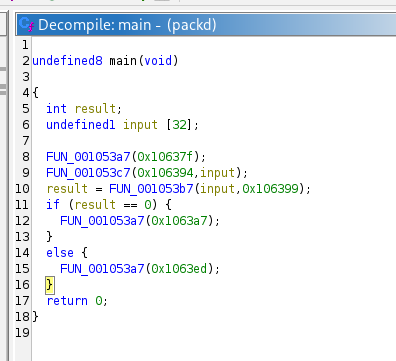 Decompile: main - (packd)
1
2 undefined8 main(void)
3
4 {
5 int result;
6 undefined1 input [32];
7
8 FUN_001053a7(0x10637f);
9 FUN_001053c7(0x106394,input);
10 result = FUN_001053b7(input,0x106399);
11 if (result == 0) {
12 FUN_001053a7(0x1063a7);
13 }
14 else {
15 FUN_001053a7(0x1063ed);
16 }
17 return 0;
18 }
19